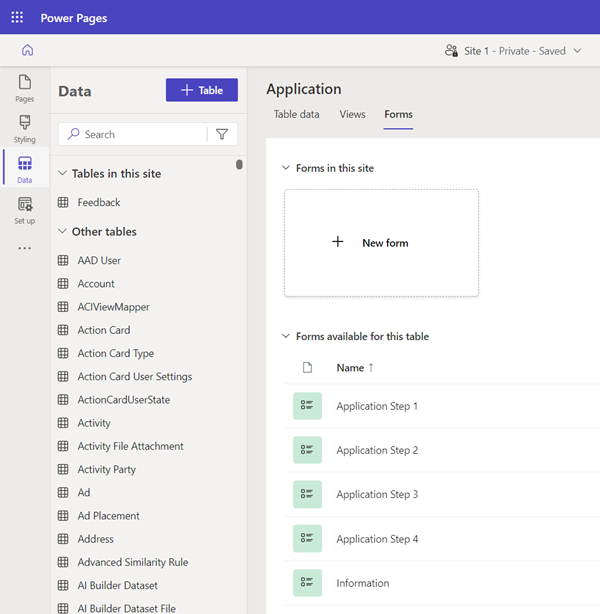 Power Pages
Site 1 - Private - Saved
Pages
Styling
Data
Set up
Data
+ Table
Search
Tables in this site
Feedback
Other tables
AAD User
Account
ACIViewMapper
Action Card
Action Card Type
Action Card User Settings
ActionCardUserState
Activity
Activity File Attachment
Activity Party
Ad
Ad Placement
Address
Advanced Similarity Rule
AI Builder Dataset
AI Builder Dataset File
Application
Table data Views Forms
Forms in this site
+ New form
Forms available for this table
Name ↑
Application Step 1
Application Step 2
Application Step 3
Application Step 4
Information